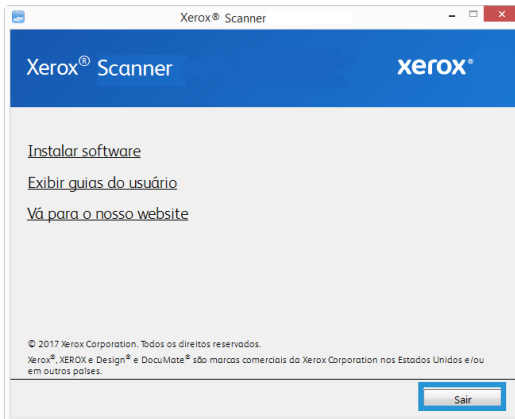 Xerox® Scanner
Xerox® Scanner
xerox®
Instalar software
Exibir guias do usuário
Vá para o nosso website
© 2017 Xerox Corporation. Todos os direitos reservados.
Xerox®, XEROX e Design® e DocuMate® são marcas comerciais da Xerox Corporation nos Estados Unidos e/ou
em outros países.
Sair